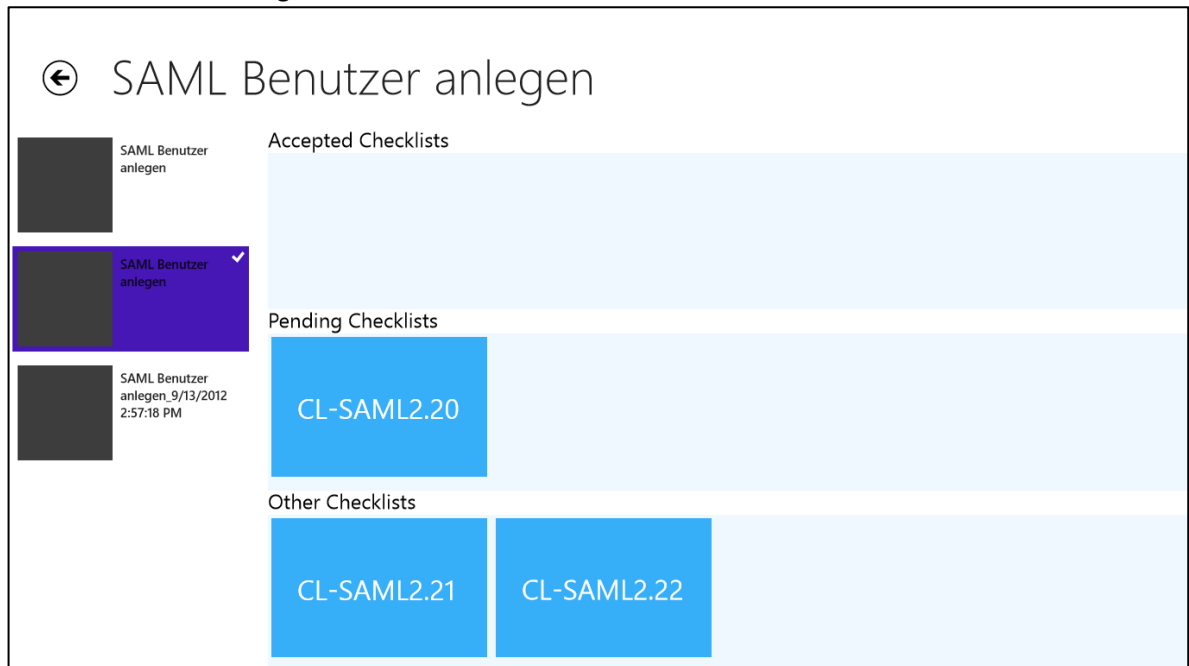 SAML Benutzer anlegen
SAML Benutzer
anlegen
SAML Benutzer
anlegen
SAML Benutzer
anlegen_9/13/2012
2:57:18 PM
Accepted Checklists
Pending Checklists
CL-SAML2.20
Other Checklists
CL-SAML2.21
CL-SAML2.22